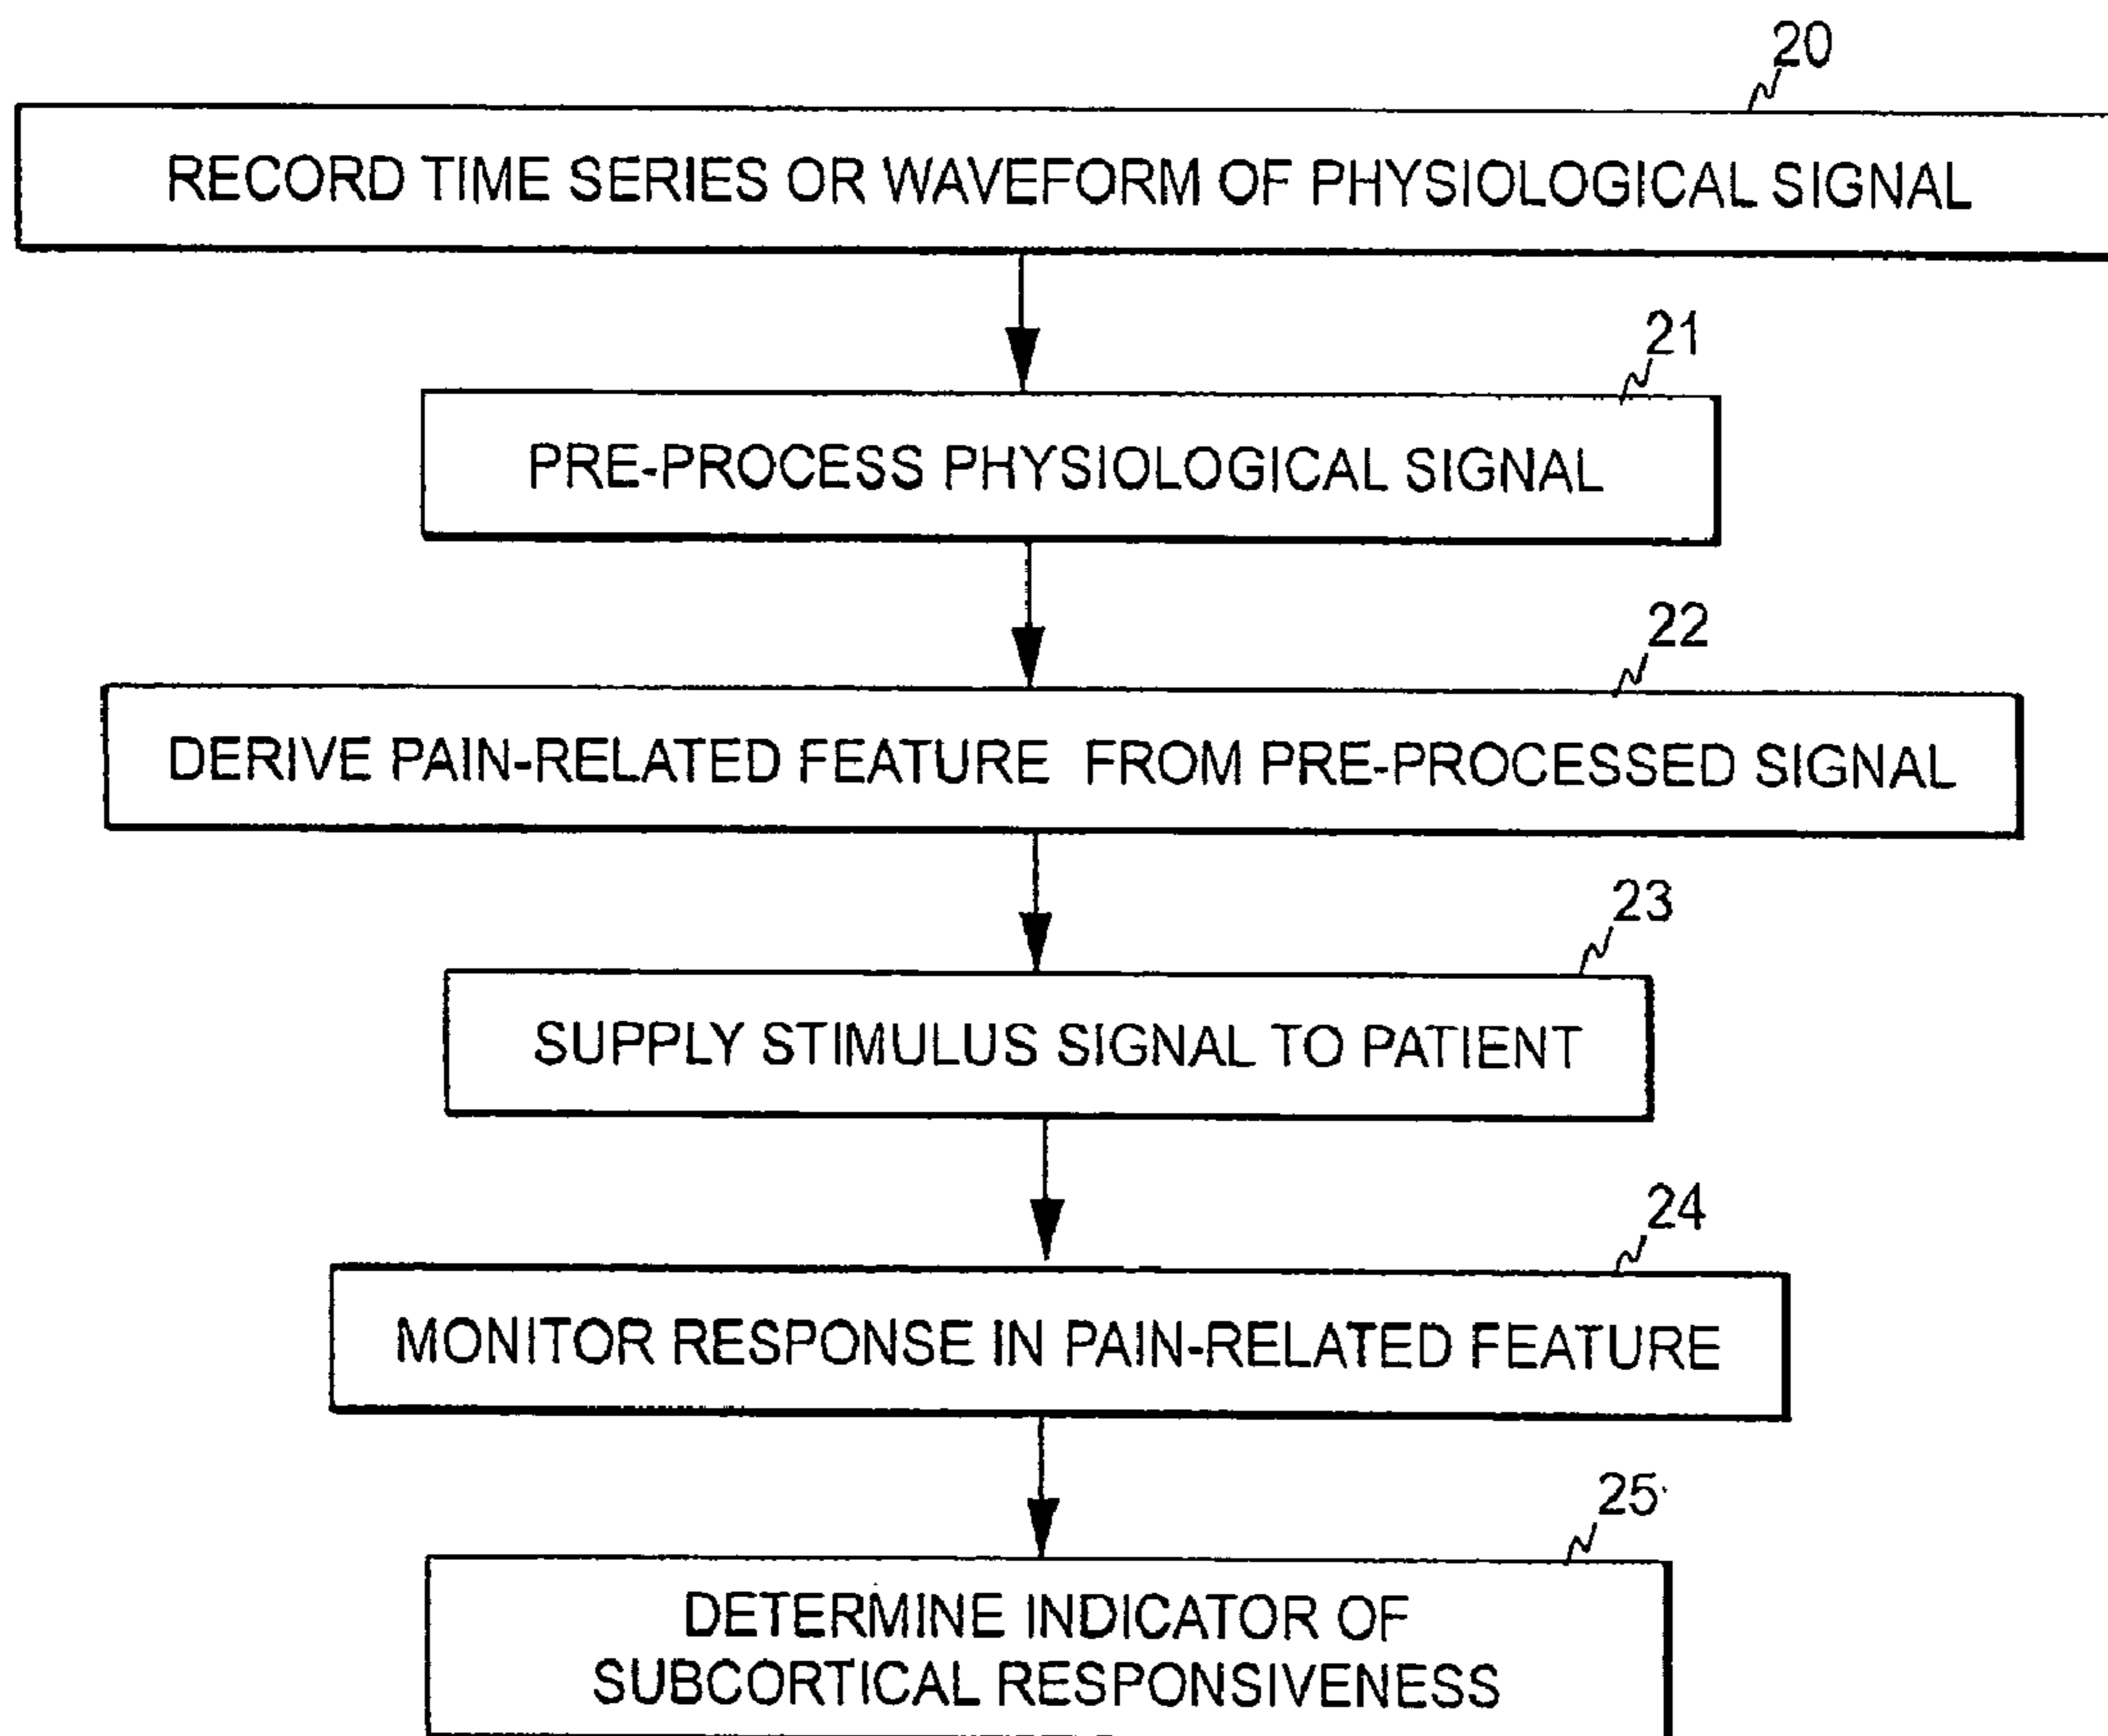 20
RECORD TIME SERIES OR WAVEFORM OF PHYSIOLOGICAL SIGNAL
21
PRE-PROCESS PHYSIOLOGICAL SIGNAL
22
DERIVE PAIN-RELATED FEATURE FROM PRE-PROCESSED SIGNAL
23
SUPPLY STIMULUS SIGNAL TO PATIENT
24
MONITOR RESPONSE IN PAIN-RELATED FEATURE
25
DETERMINE INDICATOR OF
SUBCORTICAL RESPONSIVENESS